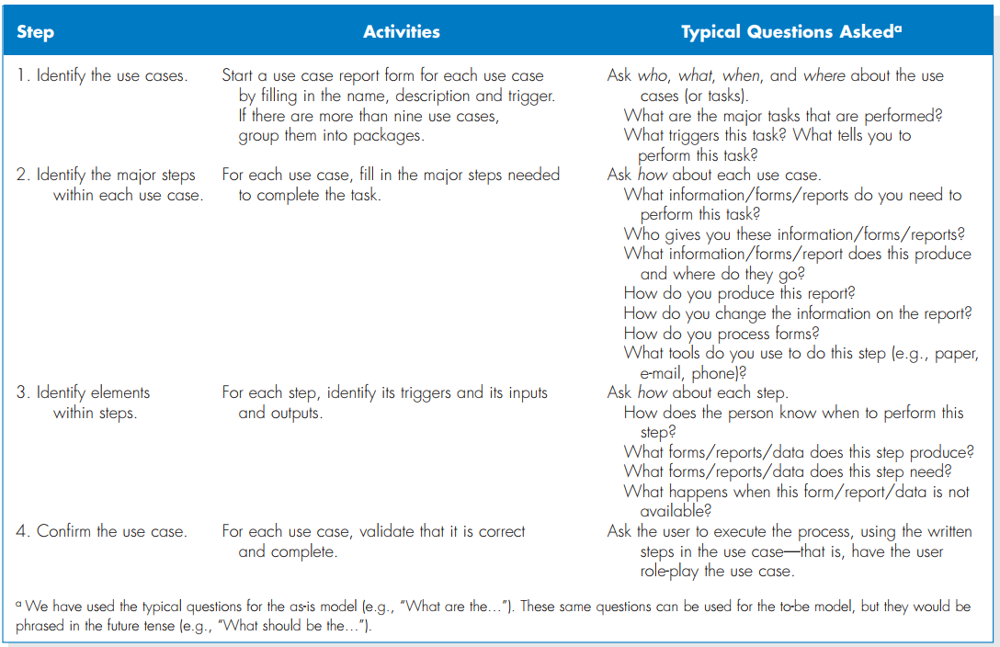 Step Activities Typical Questions Askedᵃ
1. Identify the use cases. Start a use case report form for each use case Ask who, what, when, and where about the use
by filling in the name, description and trigger. cases (or tasks).
If there are more than nine use cases, What are the major tasks that are performed?
group them into packages. What triggers this task? What tells you to
perform this task?
2. Identify the major steps For each use case, fill in the major steps needed Ask how about each use case.
within each use case. to complete the task. What information/forms/reports do you need to
perform this task?
Who gives you these information/forms/reports?
What information/forms/report does this produce
and where do they go?
How do you produce this report?
How do you change the information on the report?
How do you process forms?
What tools do you use to do this step (e.g., paper,
e-mail, phone)?
3. Identify elements For each step, identify its triggers and its inputs Ask how about each step.
within steps. and outputs. How does the person know when to perform this
step?
What forms/reports/data does this step produce?
What forms/reports/data does this step need?
What happens when this form/report/data is not
available?
4. Confirm the use case. For each use case, validate that it is correct Ask the user to execute the process, using the written
and complete. steps in the use case—that is, have the user
role-play the use case.
ᵃ We have used the typical questions for the as-is model (e.g., “What are the…”). These same questions can be used for the to-be model, but they would be
phrased in the future tense (e.g., “What should be the…”).